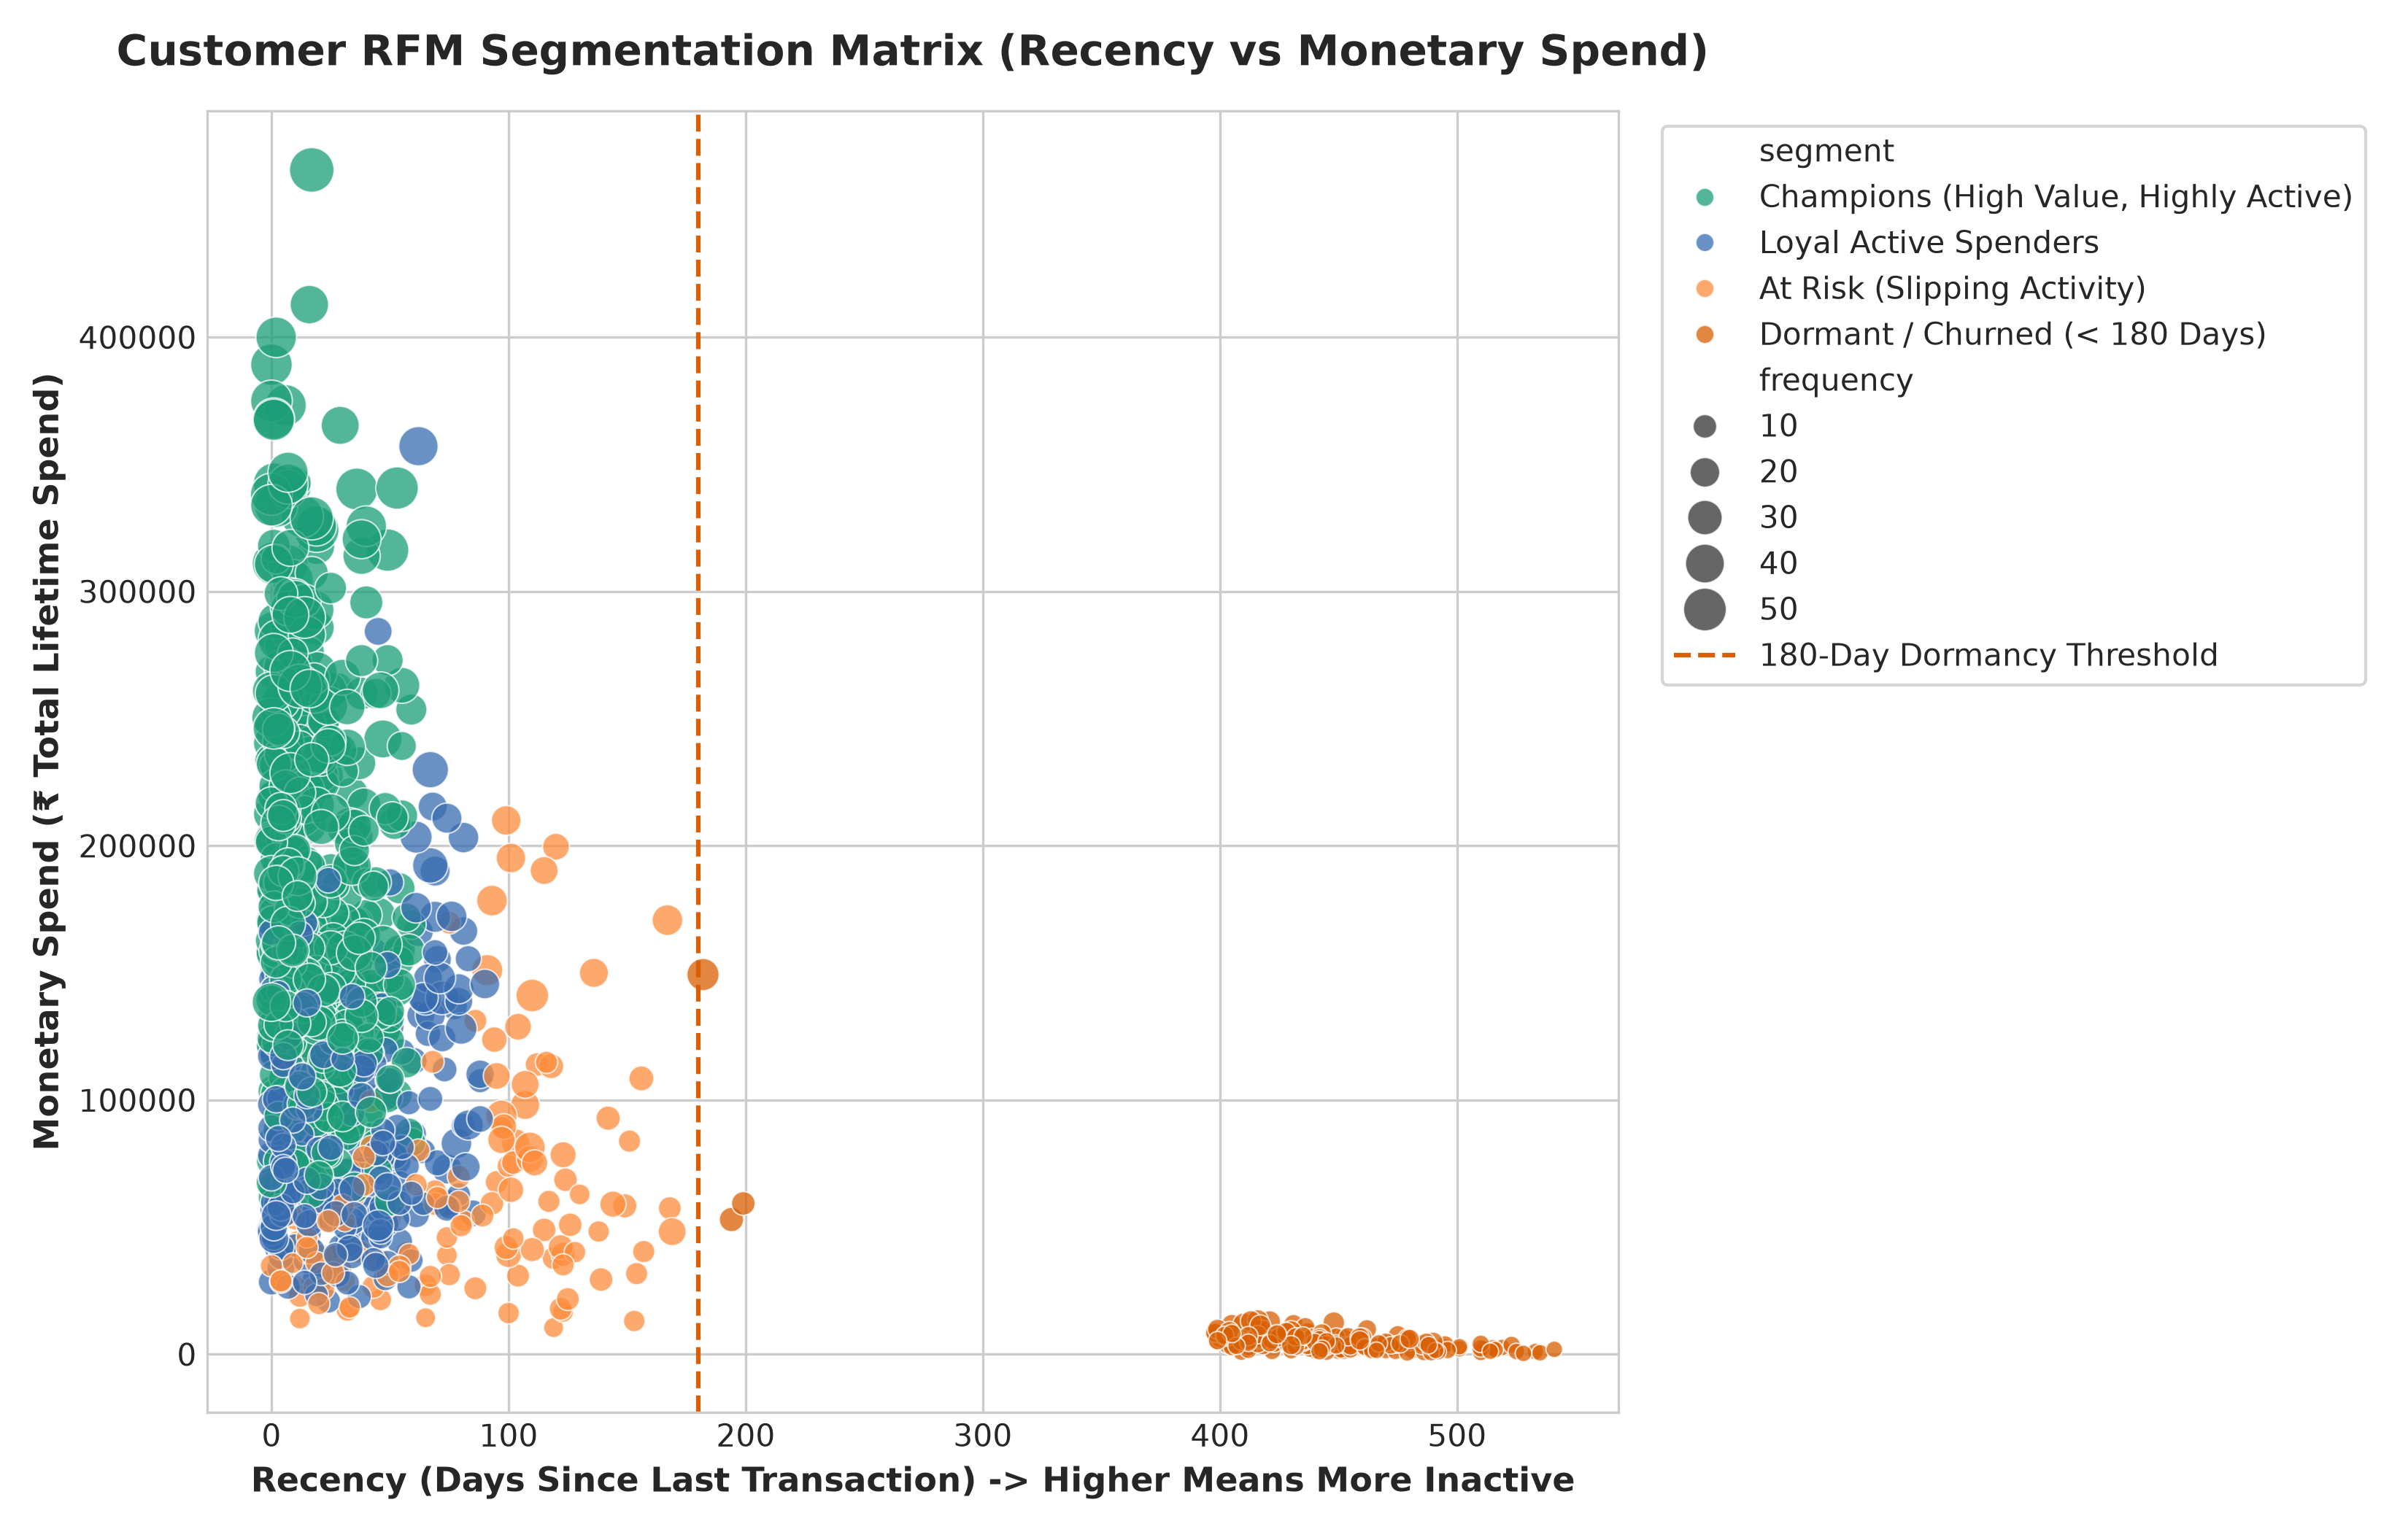 Customer RFM Segmentation Matrix (Recency vs Monetary Spend)
Monetary Spend (₹ Total Lifetime Spend)
400000
300000
200000
100000
0
0 100 200 300 400 500
Recency (Days Since Last Transaction) -> Higher Means More Inactive
segment
Champions (High Value, Highly Active)
Loyal Active Spenders
At Risk (Slipping Activity)
Dormant / Churned (< 180 Days)
frequency
10
20
30
40
50
180-Day Dormancy Threshold